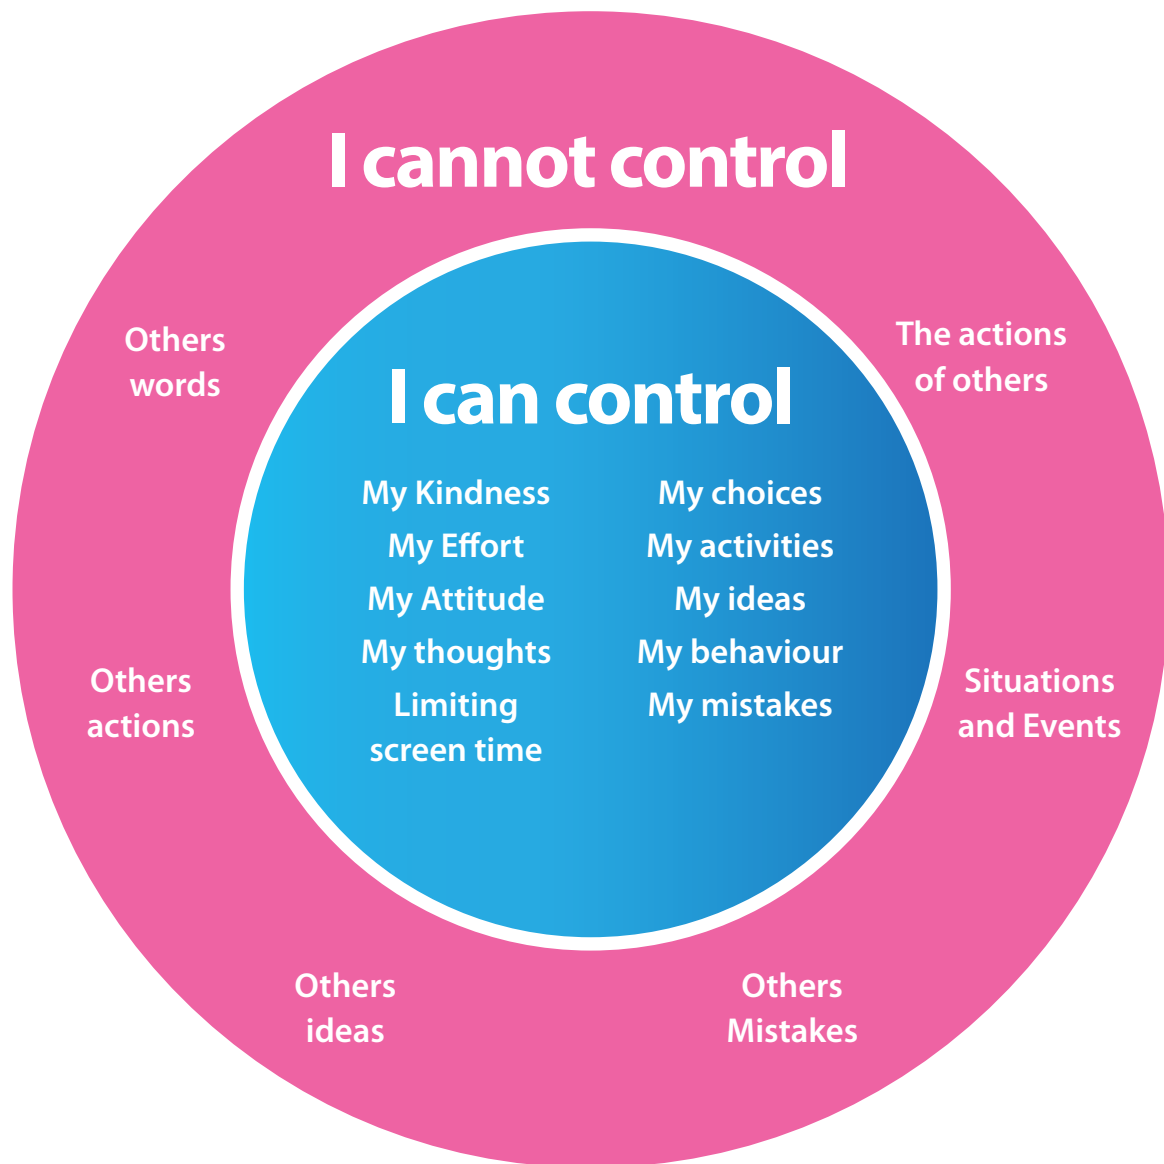 I cannot control
Others
words
The actions
of others
I can control
My Kindness
My Effort
My Attitude
My thoughts
Limiting
screen time
My choices
My activities
My ideas
My behaviour
My mistakes
Others
actions
Situations
and Events
Others
ideas
Others
Mistakes